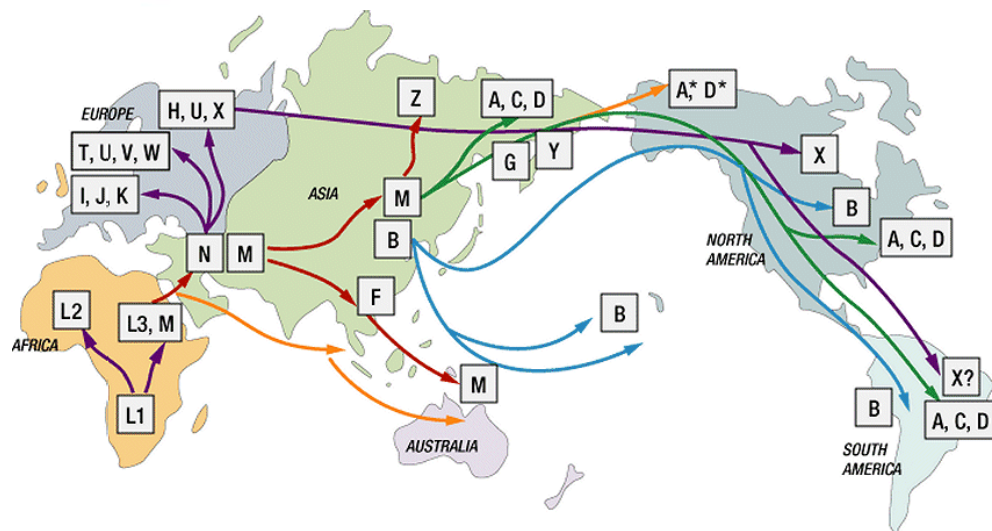 EUROPE
H, U, X
T, U, V, W
I, J, K
Z
A, C, D
A,* D*
G
Y
X
ASIA
M
B
B
N
M
NORTH
AMERICA
A, C, D
F
L2
L3, M
B
AFRICA
M
X?
L1
B
A, C, D
AUSTRALIA
SOUTH
AMERICA